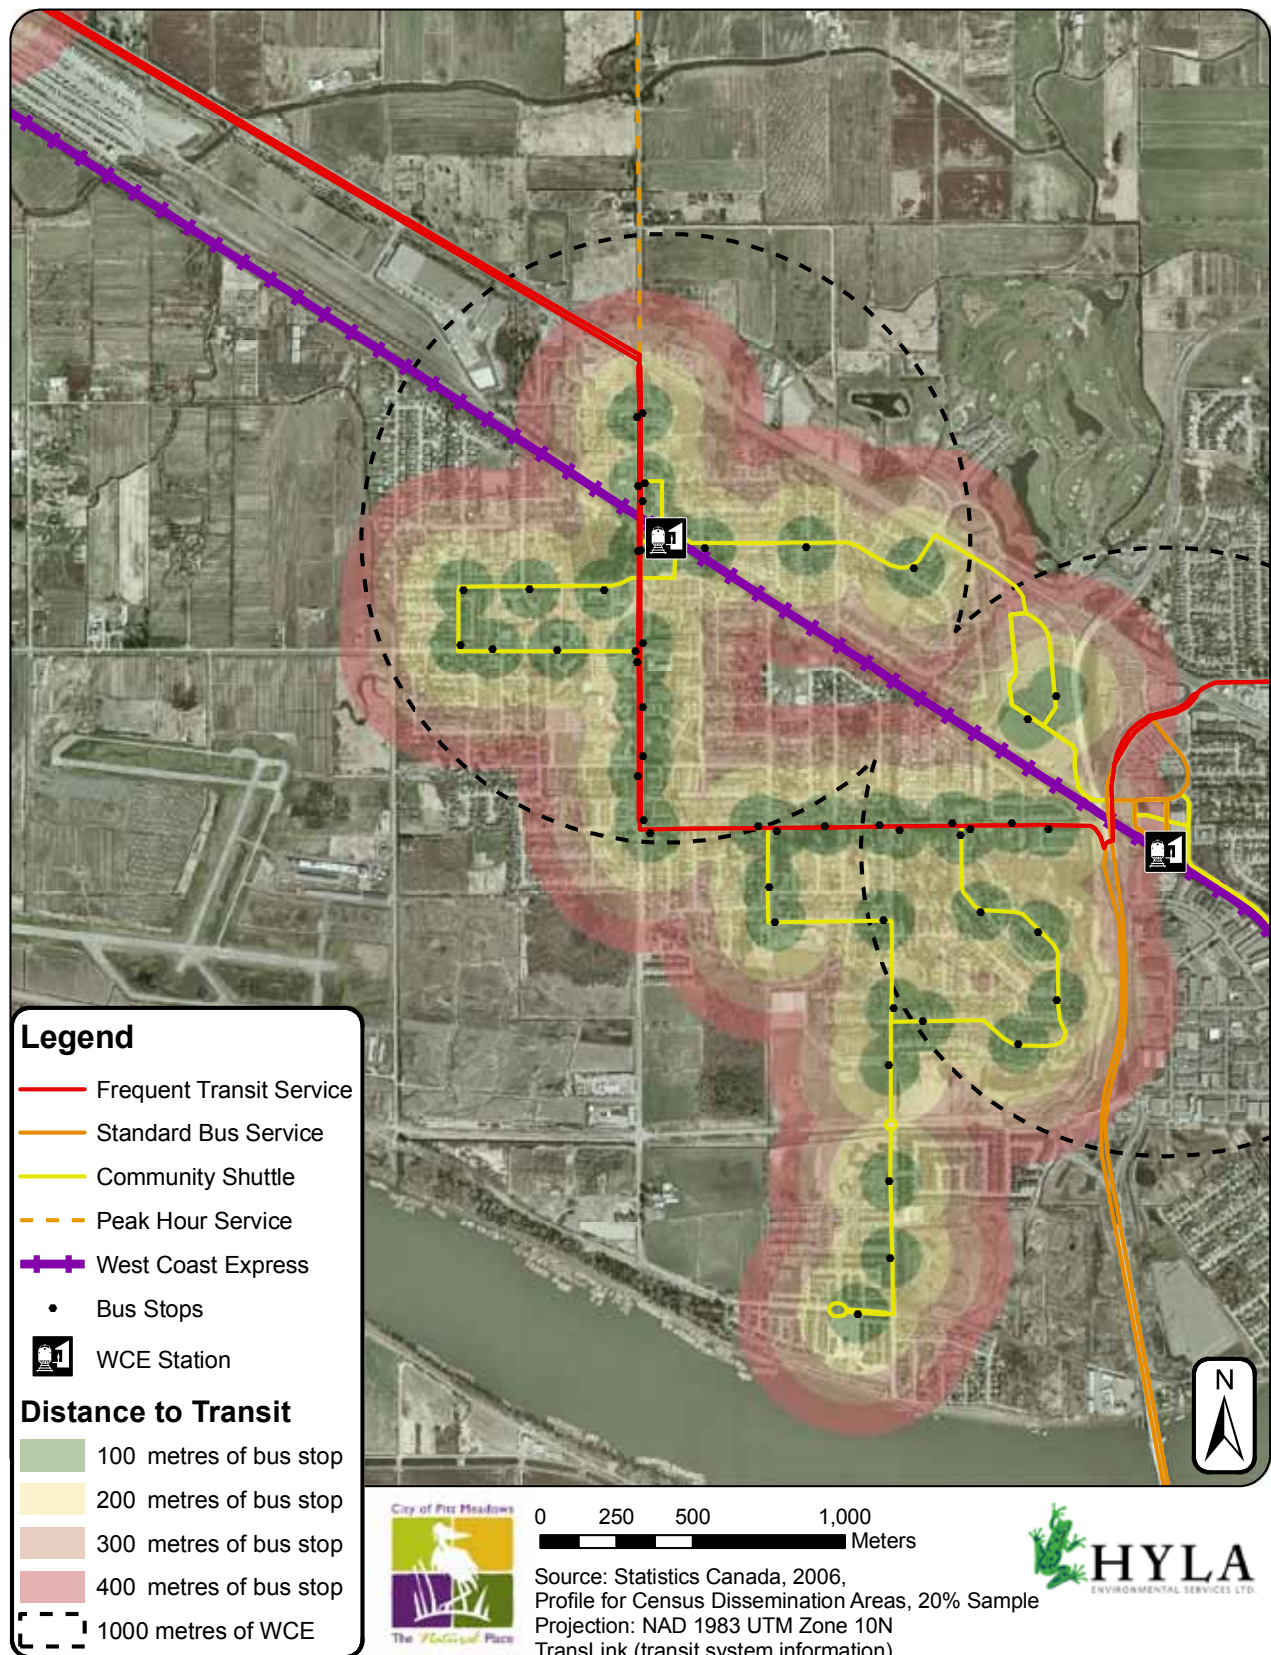 Legend
Frequent Transit Service
Standard Bus Service
Community Shuttle
Peak Hour Service
West Coast Express
Bus Stops
WCE Station
Distance to Transit
100 metres of bus stop
200 metres of bus stop
300 metres of bus stop
400 metres of bus stop
1000 metres of WCE
N
City of Pitt Meadows
The Natural Place
0 250 500 1,000
Meters
Source: Statistics Canada, 2006,
Profile for Census Dissemination Areas, 20% Sample
Projection: NAD 1983 UTM Zone 10N
TransLink (transit system information)
HYLA
ENVIRONMENTAL SERVICES LTD.